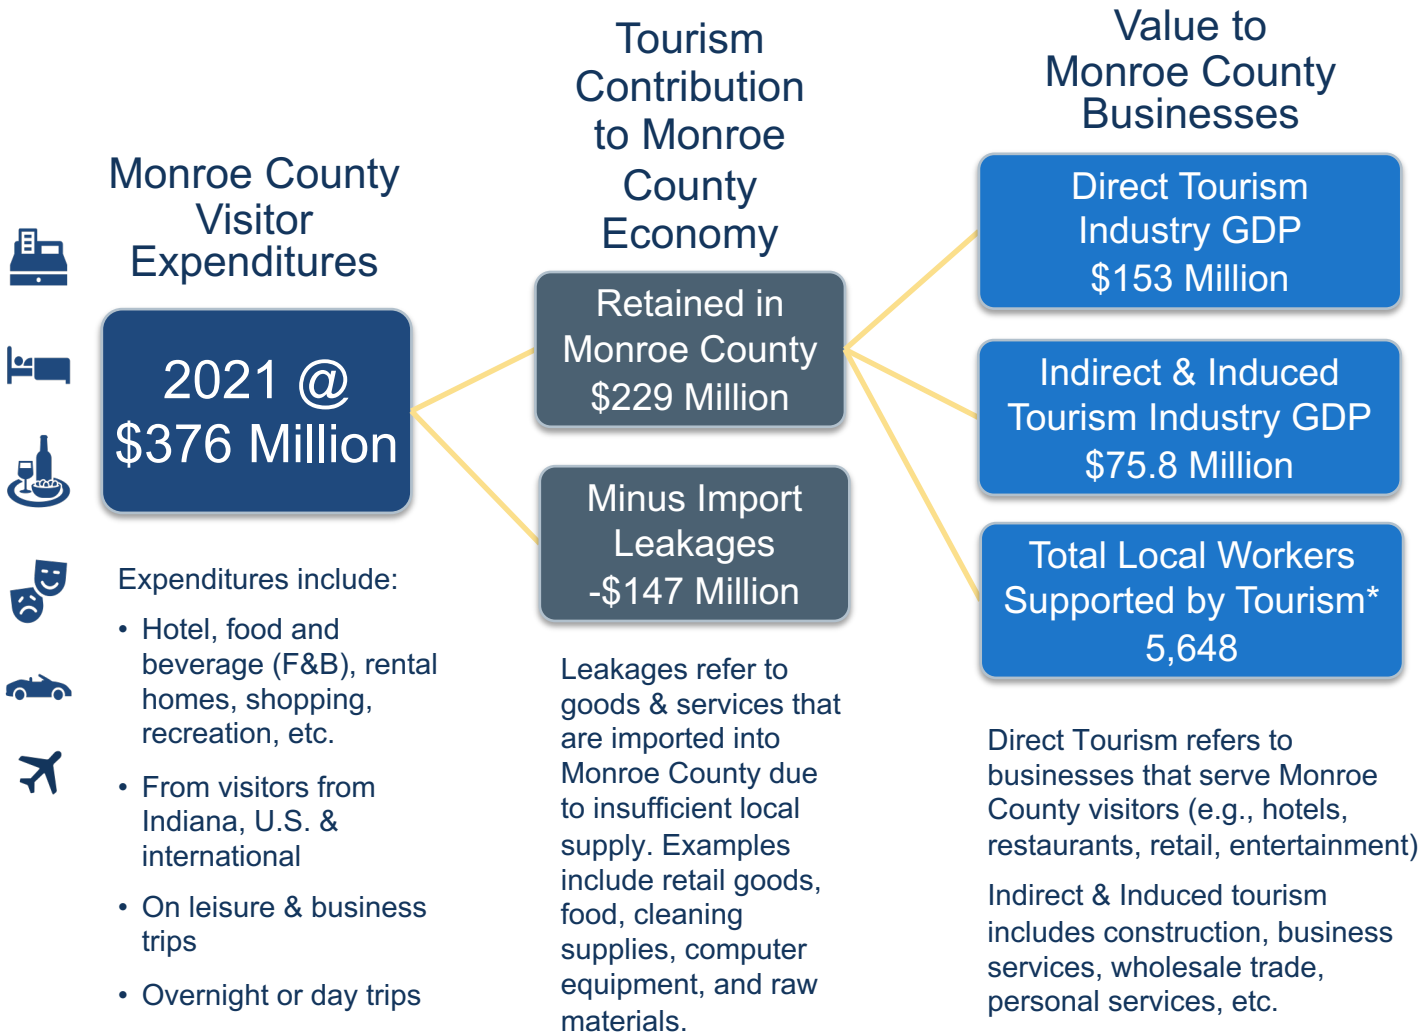 Monroe County
Visitor
Expenditures
2021 @
$376 Million
Expenditures include:
• Hotel, food and
beverage (F&B), rental
homes, shopping,
recreation, etc.
• From visitors from
Indiana, U.S. &
international
• On leisure & business
trips
• Overnight or day trips
Tourism
Contribution
to Monroe
County
Economy
Retained in
Monroe County
$229 Million
Minus Import
Leakages
-$147 Million
Leakages refer to
goods & services that
are imported into
Monroe County due
to insufficient local
supply. Examples
include retail goods,
food, cleaning
supplies, computer
equipment, and raw
materials.
Value to
Monroe County
Businesses
Direct Tourism
Industry GDP
$153 Million
Indirect & Induced
Tourism Industry GDP
$75.8 Million
Total Local Workers
Supported by Tourism*
5,648
Direct Tourism refers to
businesses that serve Monroe
County visitors (e.g., hotels,
restaurants, retail, entertainment)
Indirect & Induced tourism
includes construction, business
services, wholesale trade,
personal services, etc.